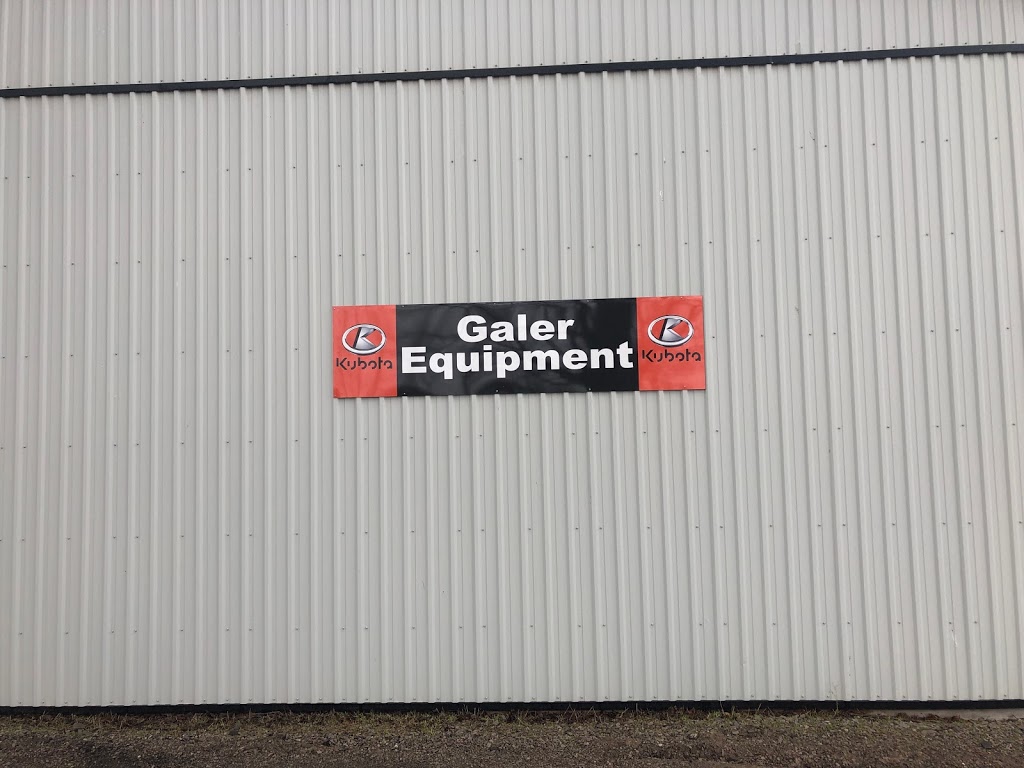 K
Kubota
Galer
Equipment
K
Kubota